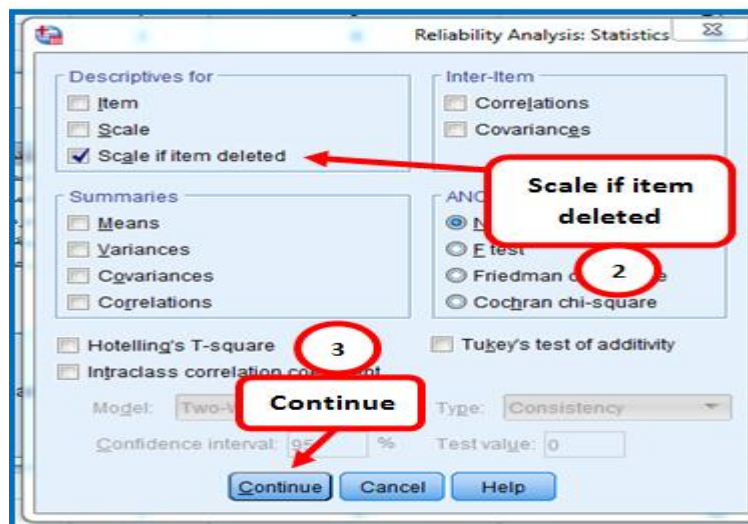 Reliability Analysis: Statistics
Descriptives for
Item
Scale
Scale if item deleted
Inter-Item
Correlations
Covariances
Scale if item
deleted
2
Summaries
Means
Variances
Covariances
Correlations
F test
Friedman
Cochran chi-square
Hotelling's T-square
3
Tukey's test of additivity
Intraclass correlation
Continue
Model:
Type: Consistency
Confidence interval: 95 %
Test value: 0
Continue
Cancel
Help